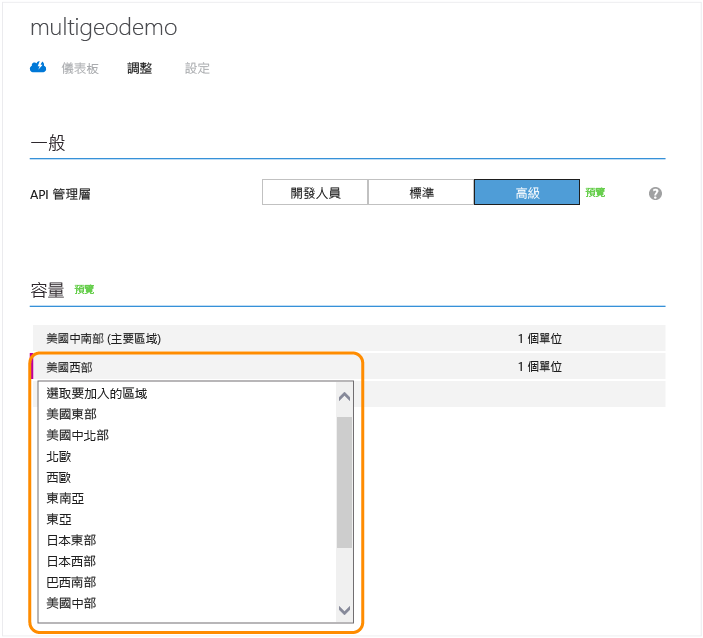 multigeodemo
儀表板 調整 設定
一般
API 管理層 開發人員 標準 高級 預覽 ?
容量 預覽
美國中南部 (主要區域) 1 個單位
美國西部 1 個單位
選取要加入的區域
美國東部
美國中北部
北歐
西歐
東南亞
東亞
日本東部
日本西部
巴西南部
美國中部